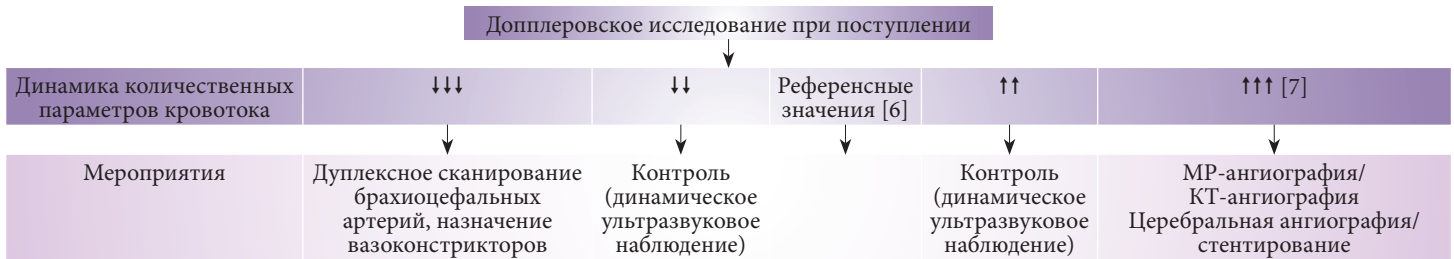 Допплеровское исследование при поступлении
Динамика количественных
параметров кровотока
↓↓↓
↓↓
Референсные
значения [6]
↑↑
↑↑↑ [7]
Мероприятия
Дуплексное сканирование
брахиоцефальных
артерий, назначение
вазоконстрикторов
Контроль
(динамическое
ультразвуковое
наблюдение)
Контроль
(динамическое
ультразвуковое
наблюдение)
МР-ангиография/
КТ-ангиография
Церебральная ангиография/
стентирование